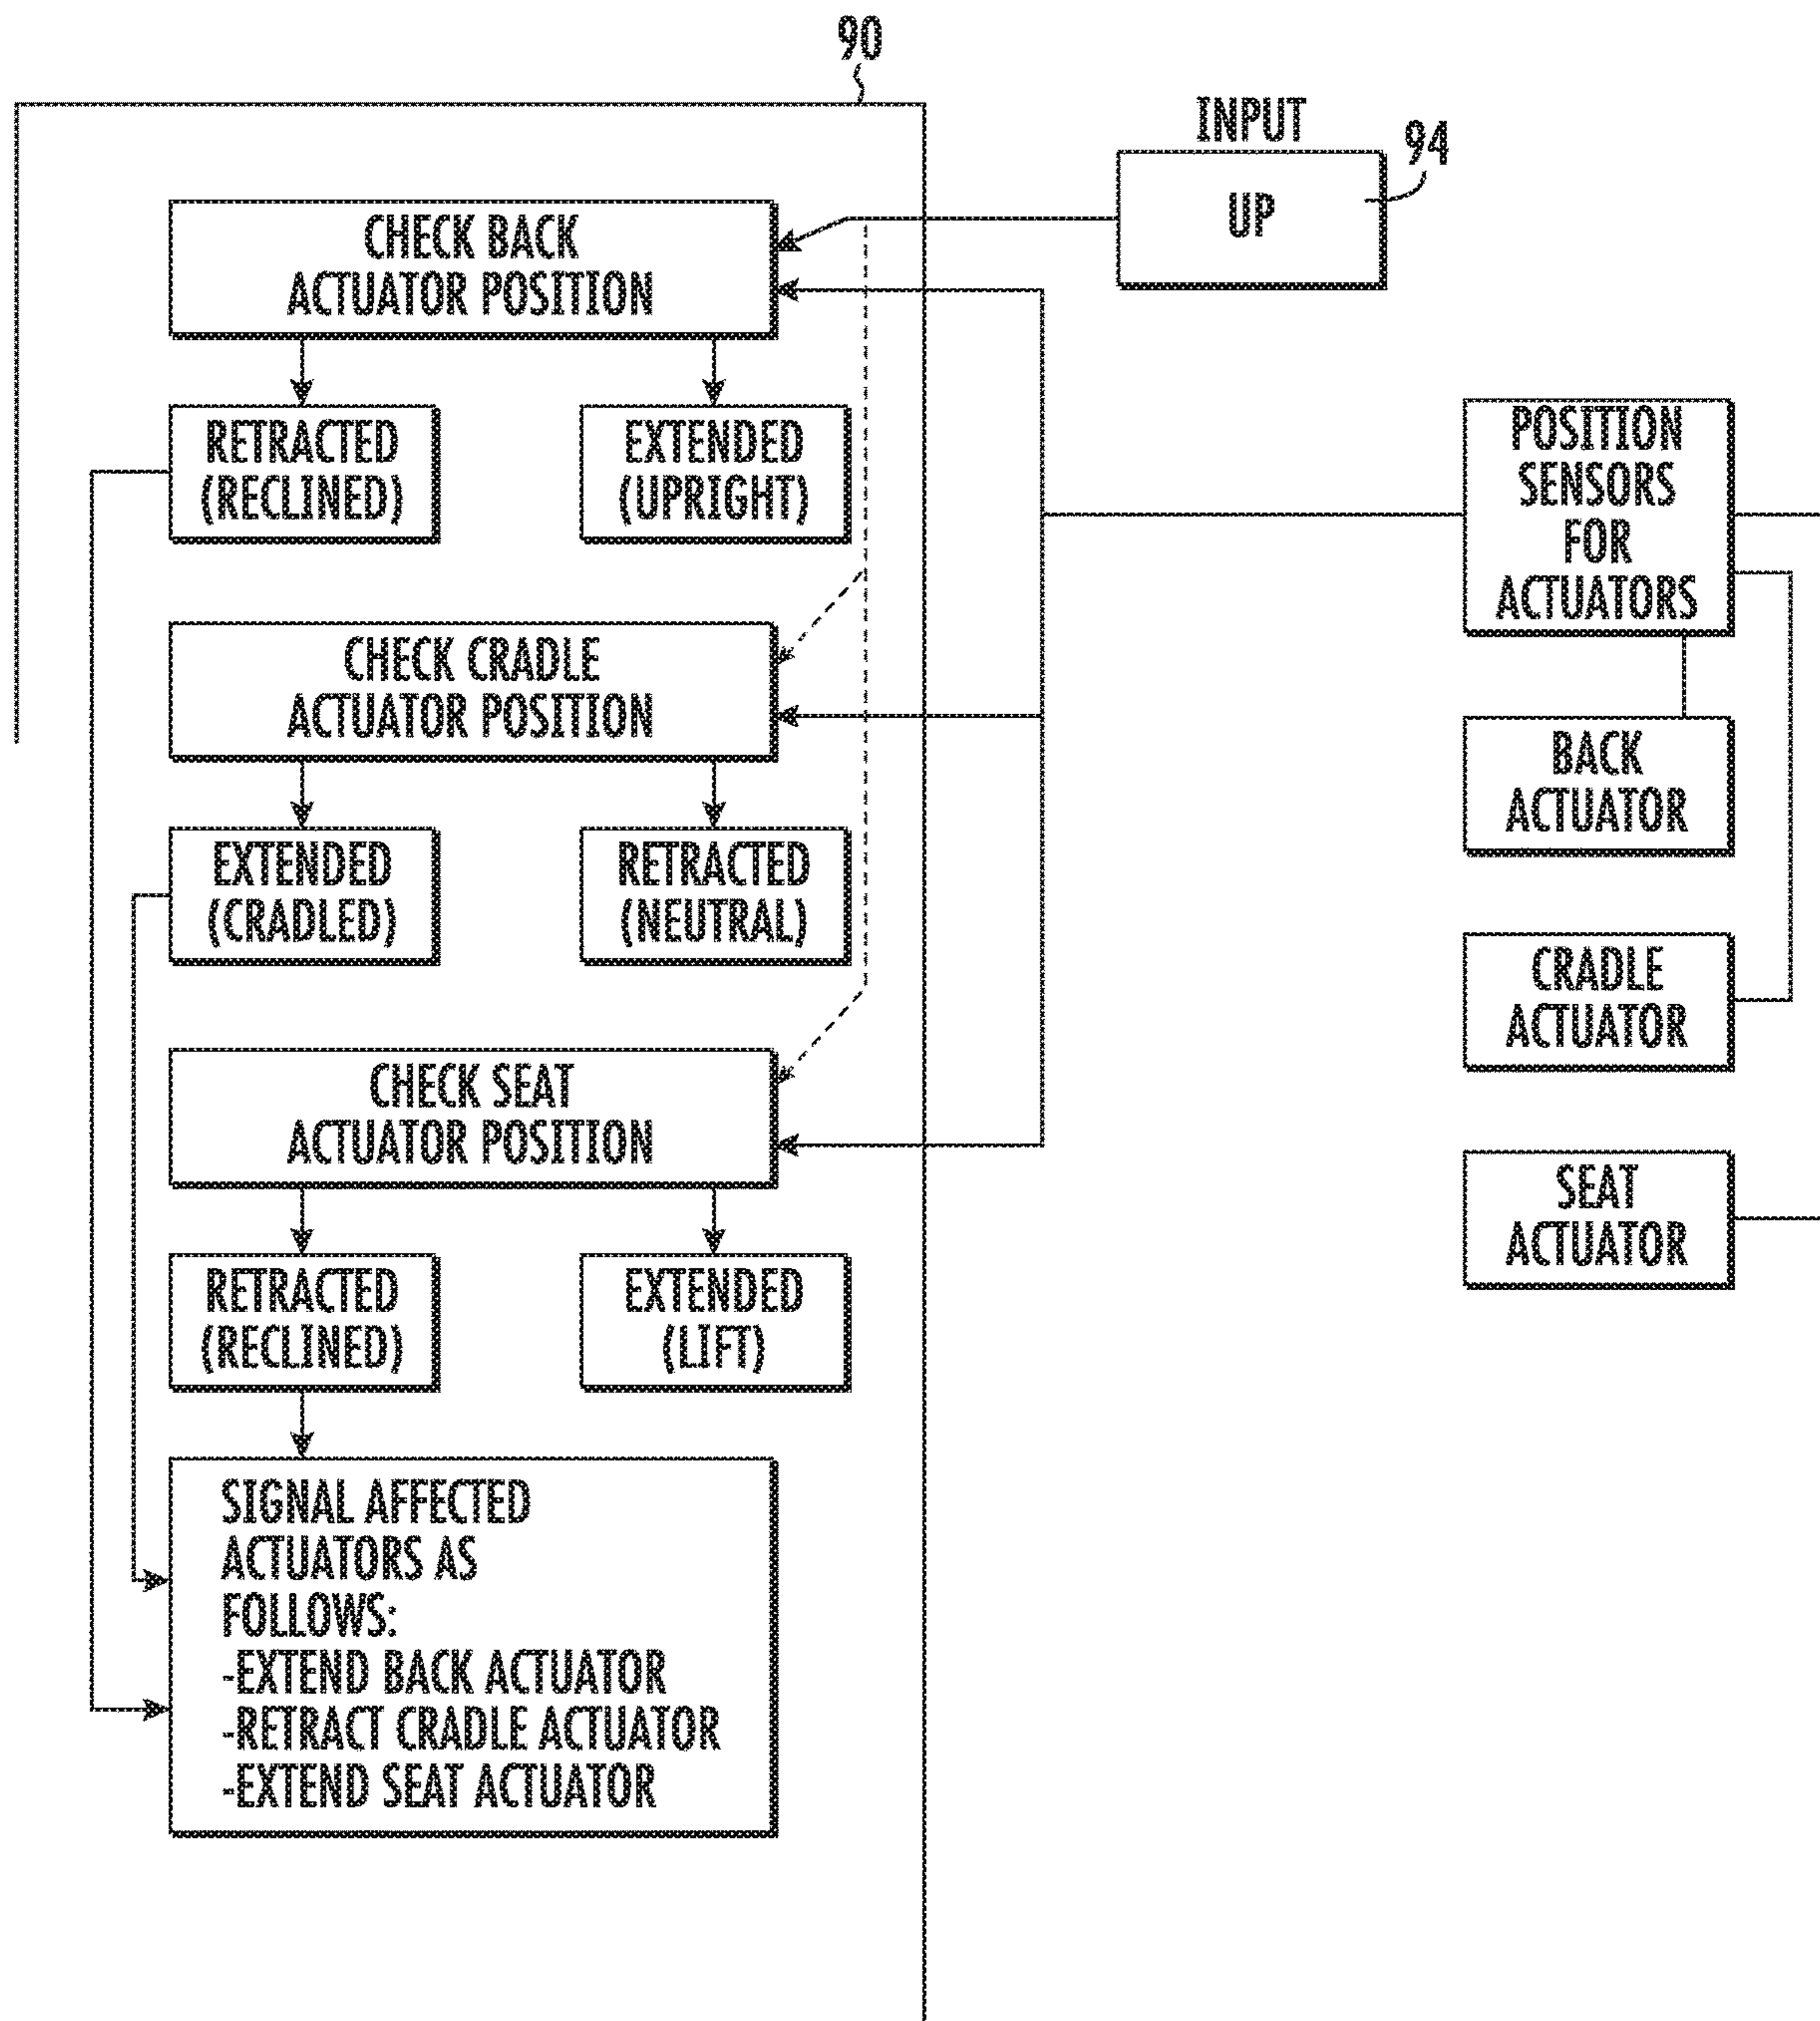 90
INPUT
94
UP
CHECK BACK
ACTUATOR POSITION
RETRACTED
(RECLINED)
EXTENDED
(UPRIGHT)
POSITION
SENSORS
FOR
ACTUATORS
CHECK CRADLE
ACTUATOR POSITION
BACK
ACTUATOR
EXTENDED
(CRADLED)
RETRACTED
(NEUTRAL)
CRADLE
ACTUATOR
CHECK SEAT
ACTUATOR POSITION
SEAT
ACTUATOR
RETRACTED
(RECLINED)
EXTENDED
(LIFT)
SIGNAL AFFECTED
ACTUATORS AS
FOLLOWS:
-EXTEND BACK ACTUATOR
-RETRACT CRADLE ACTUATOR
-EXTEND SEAT ACTUATOR